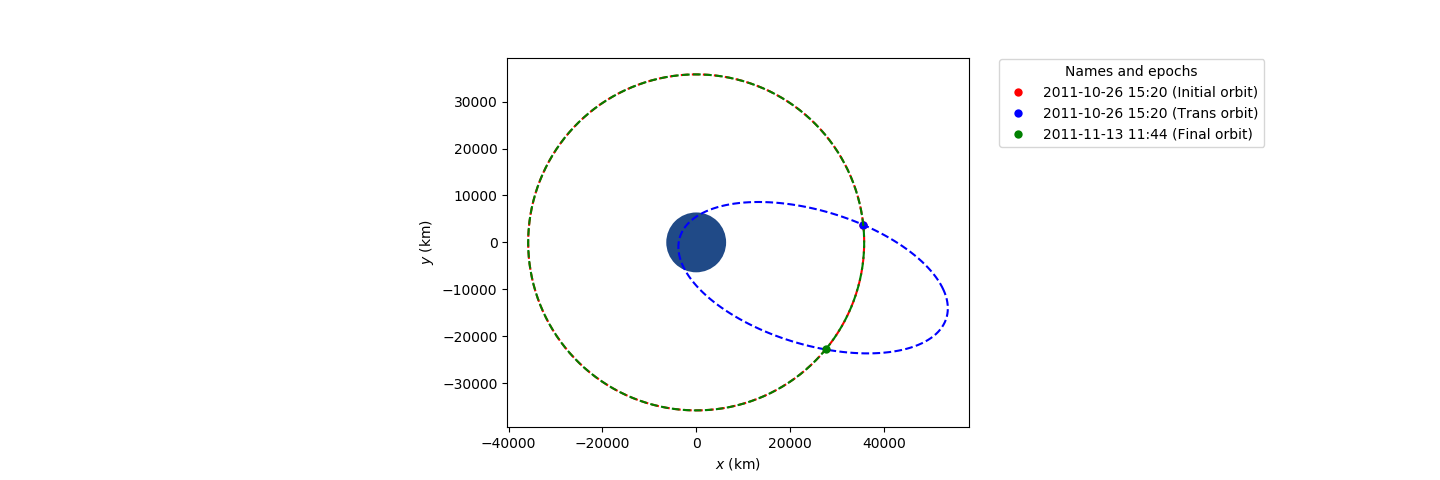 Names and epochs
2011-10-26 15:20 (Initial orbit)
2011-10-26 15:20 (Trans orbit)
2011-11-13 11:44 (Final orbit)
30000
20000
10000
0
−10000
−20000
−30000
y (km)
−40000 −20000 0 20000 40000
x (km)